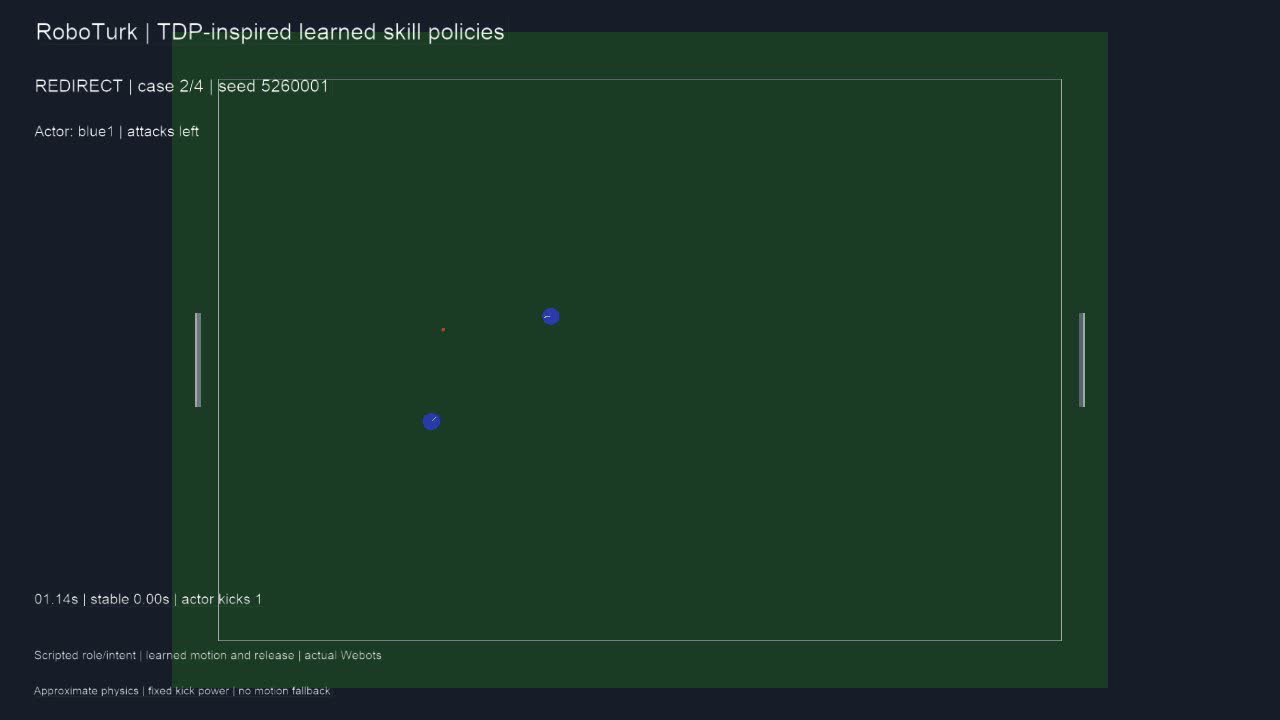 RoboTurk | TDP-inspired learned skill policies
REDIRECT | case 2/4 | seed 5260001
Actor: blue1 | attacks left
01.14s | stable 0.00s | actor kicks 1
Scripted role/intent | learned motion and release | actual Webots
Approximate physics | fixed kick power | no motion fallback